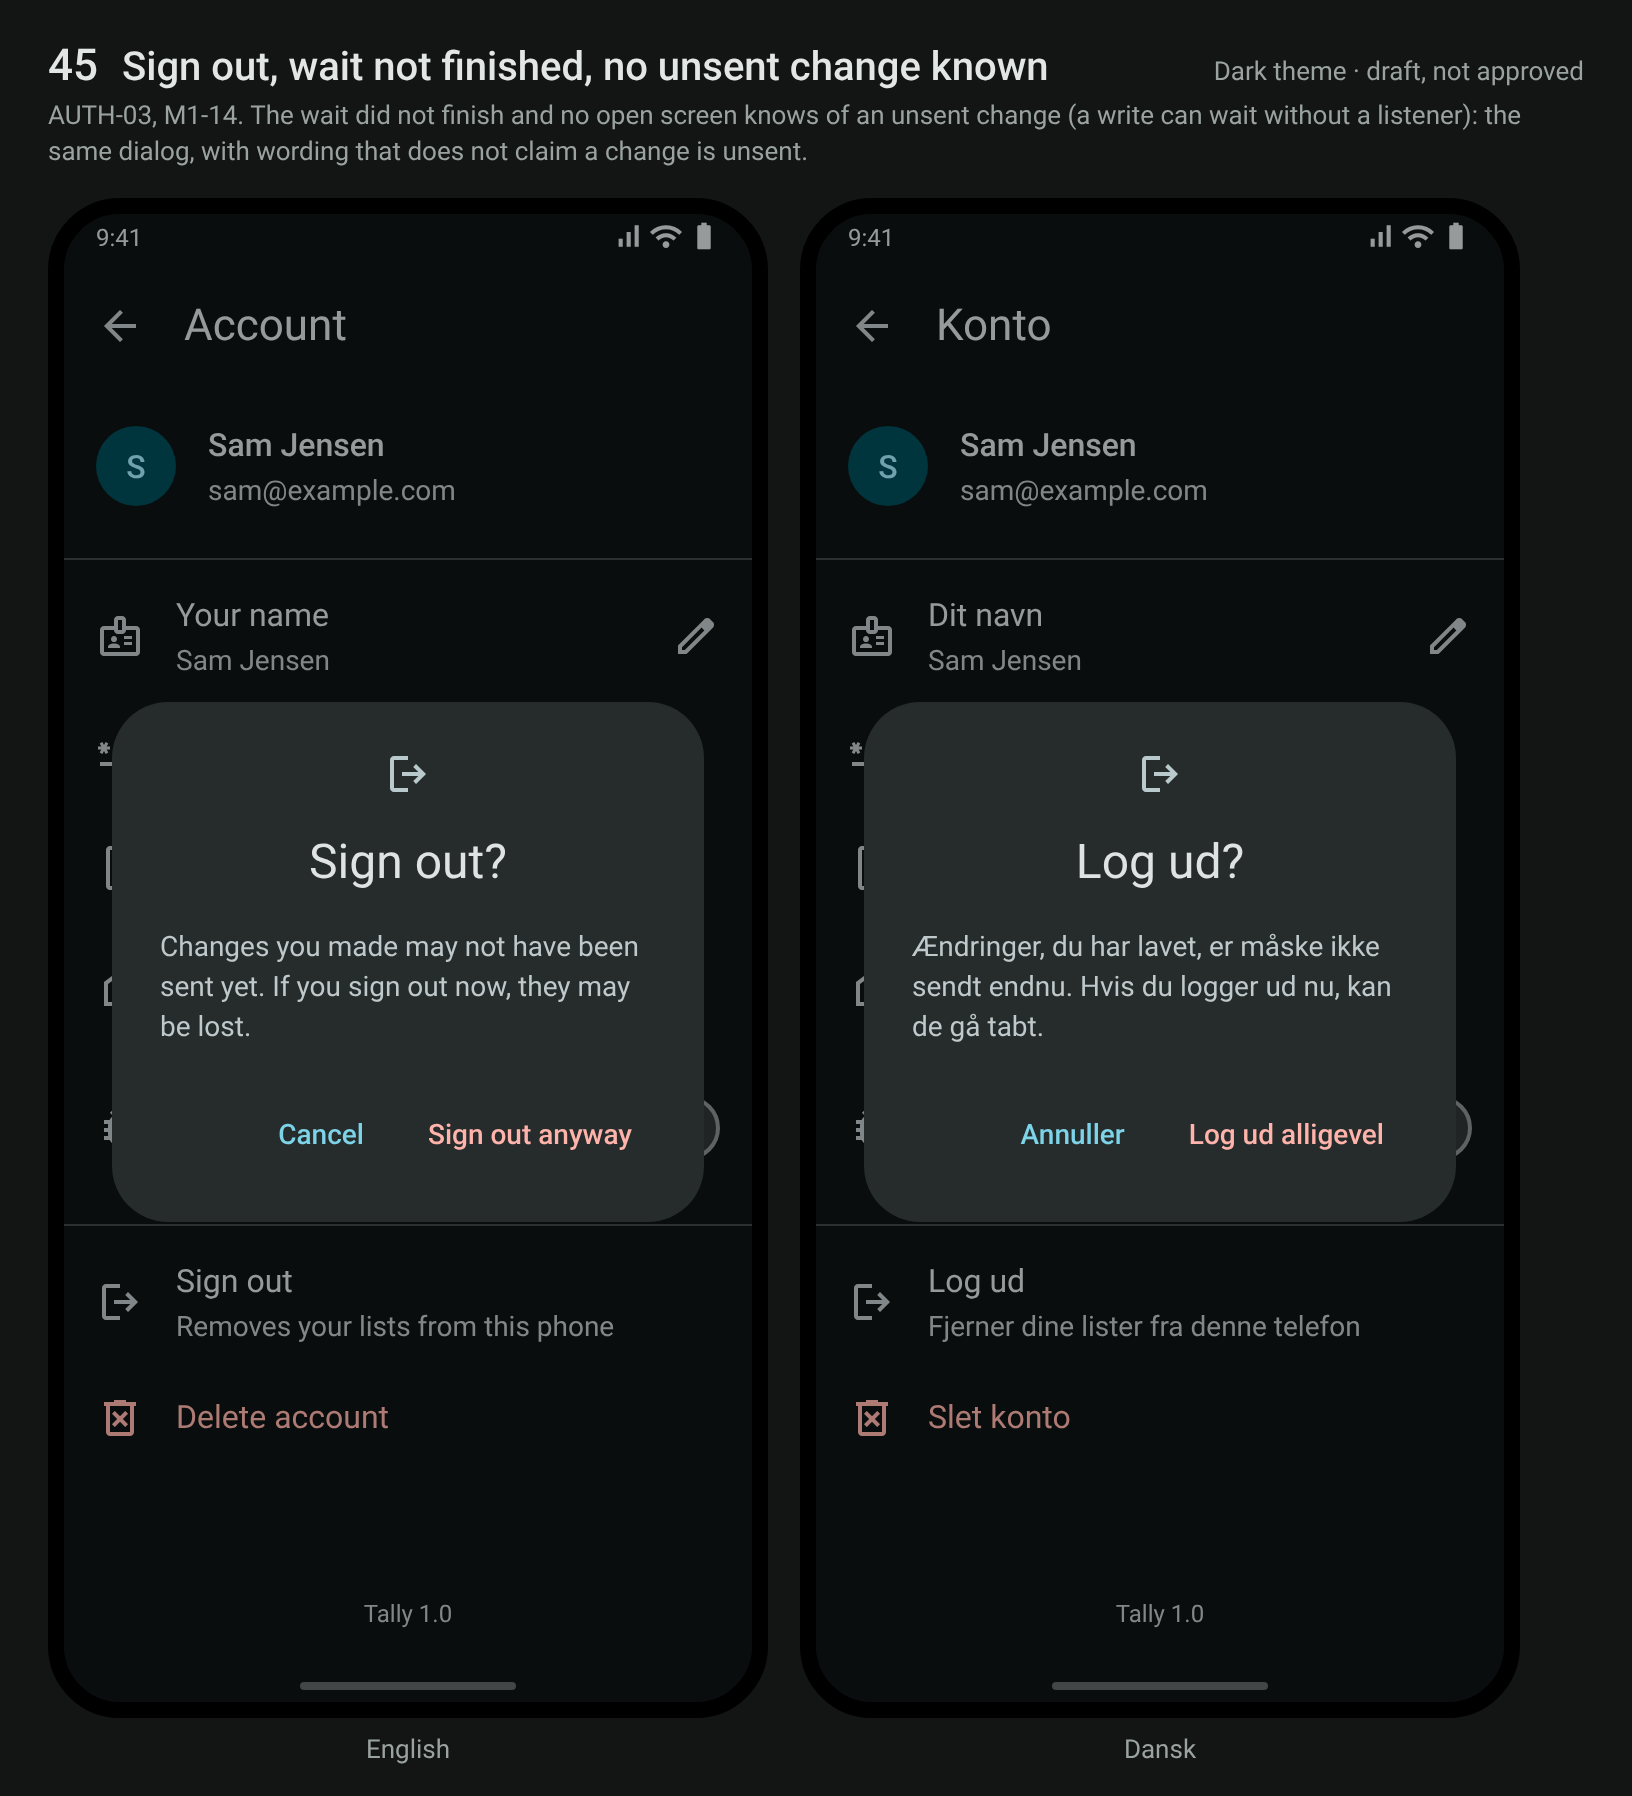 45 Sign out, wait not finished, no unsent change known
Dark theme · draft, not approved
AUTH-03, M1-14. The wait did not finish and no open screen knows of an unsent change (a write can wait without a listener): the
same dialog, with wording that does not claim a change is unsent.
9:41
Account
S
Sam Jensen
sam@example.com
Your name
Sam Jensen
Sign out?
Changes you made may not have been
sent yet. If you sign out now, they may
be lost.
Cancel
Sign out anyway
Sign out
Removes your lists from this phone
Delete account
Tally 1.0
English
9:41
Konto
S
Sam Jensen
sam@example.com
Dit navn
Sam Jensen
Log ud?
Ændringer, du har lavet, er måske ikke
sendt endnu. Hvis du logger ud nu, kan
de gå tabt.
Annuller
Log ud alligevel
Log ud
Fjerner dine lister fra denne telefon
Slet konto
Tally 1.0
Dansk